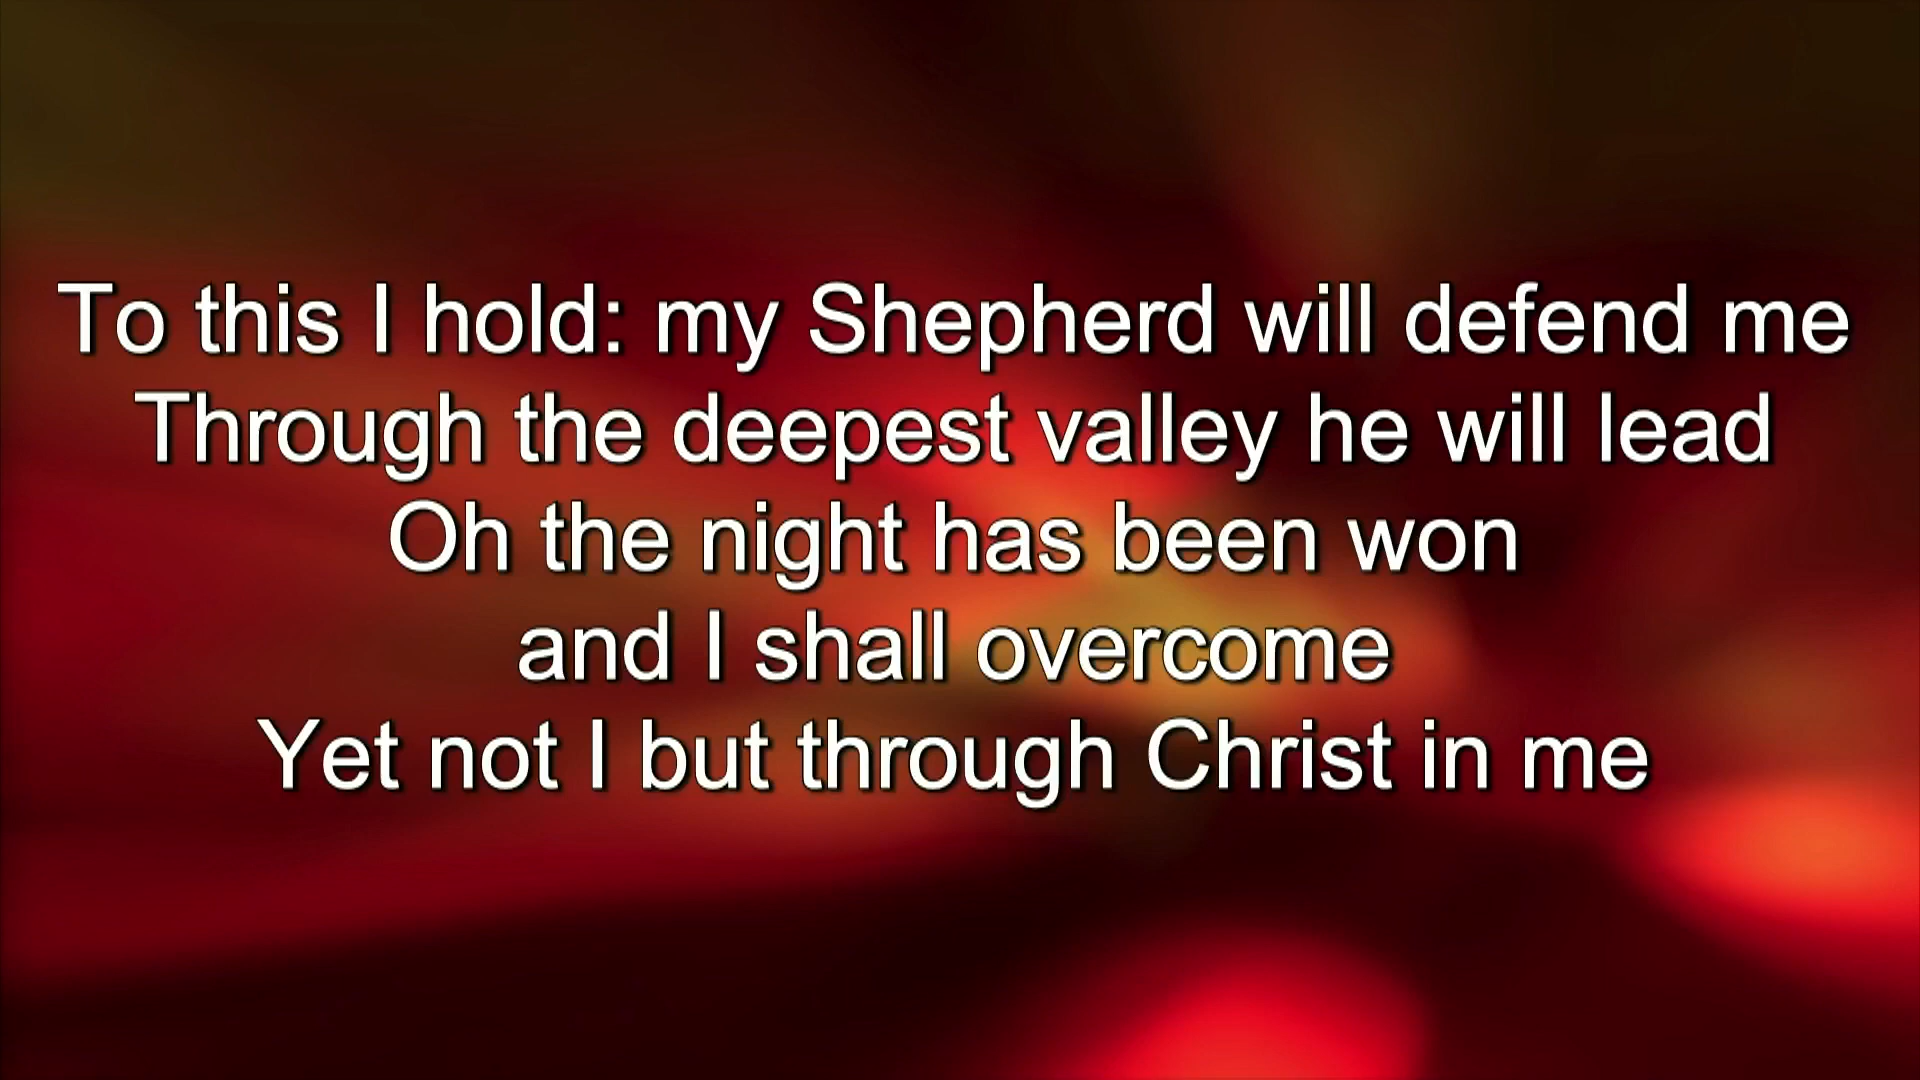 To this I hold: my Shepherd will defend me
Through the deepest valley he will lead
Oh the night has been won
and I shall overcome
Yet not I but through Christ in me